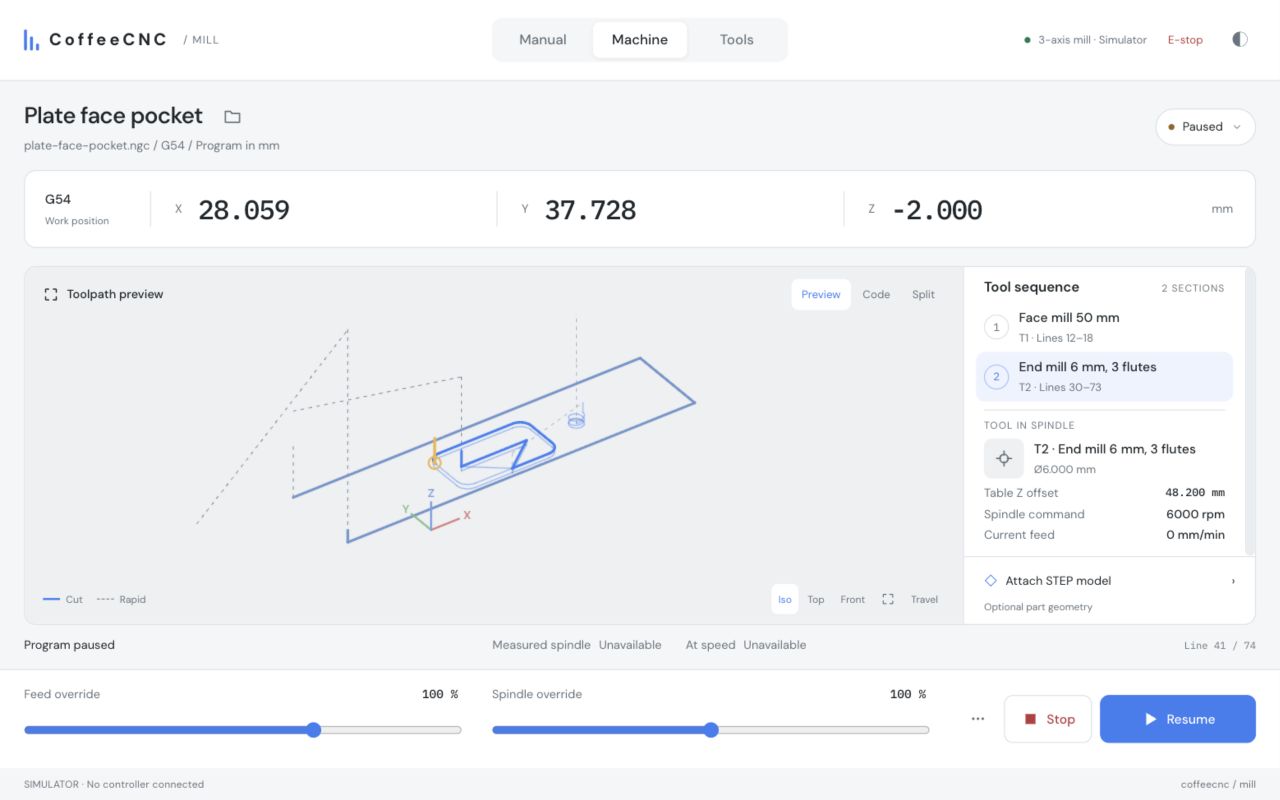 CoffeeCNC / MILL
Manual Machine Tools
3-axis mill · Simulator E-stop
Plate face pocket
plate-face-pocket.ngc / G54 / Program in mm
Paused
G54
Work position
X 28.059
Y 37.728
Z -2.000
mm
Toolpath preview
Preview Code Split
Z
Y
X
Cut Rapid
Iso Top Front Travel
Tool sequence 2 SECTIONS
1 Face mill 50 mm
T1 · Lines 12–18
2 End mill 6 mm, 3 flutes
T2 · Lines 30–73
TOOL IN SPINDLE
T2 · End mill 6 mm, 3 flutes
Ø6.000 mm
Table Z offset 48.200 mm
Spindle command 6000 rpm
Current feed 0 mm/min
Attach STEP model ›
Optional part geometry
Program paused
Measured spindle Unavailable At speed Unavailable
Line 41 / 74
Feed override 100 %
Spindle override 100 %
··· Stop Resume
SIMULATOR · No controller connected
coffeecnc / mill